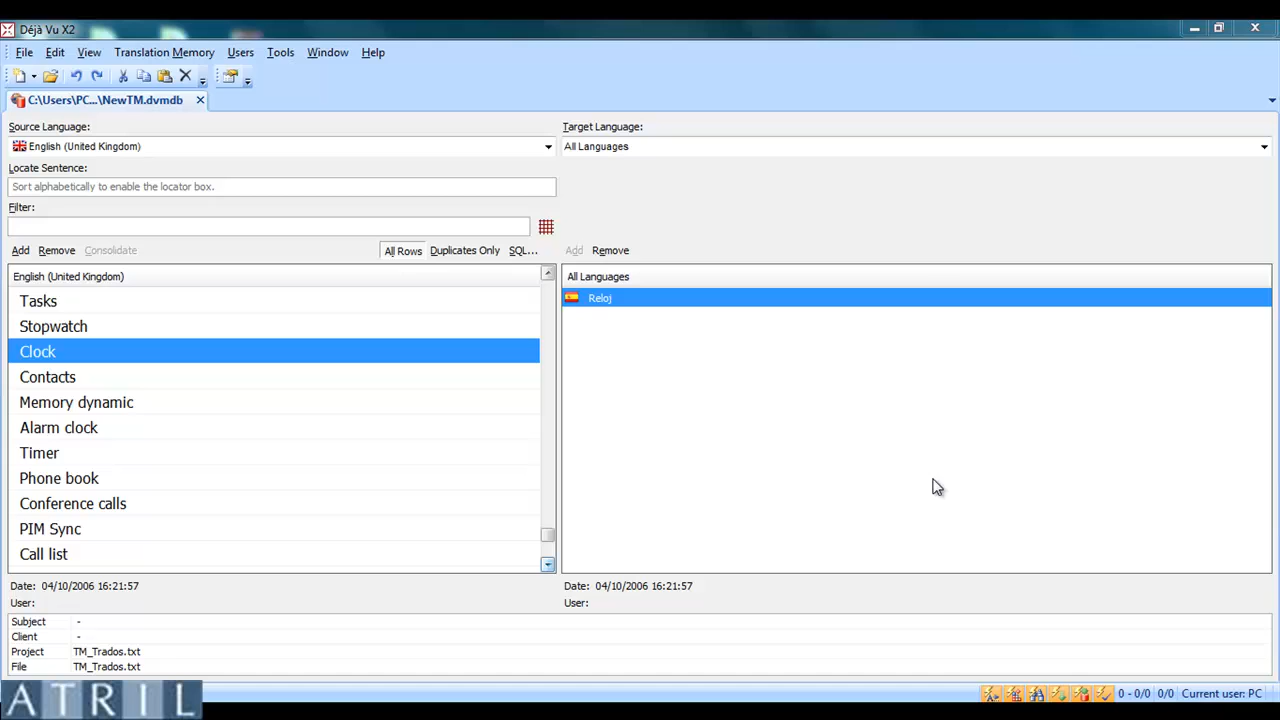 Déjà Vu X2
File Edit View Translation Memory Users Tools Window Help
C:\Users\PC...\NewTM.dvmdb
Source Language: Target Language:
English (United Kingdom) All Languages
Locate Sentence:
Sort alphabetically to enable the locator box.
Filter:
Add Remove Consolidate All Rows Duplicates Only SQL... Add Remove
English (United Kingdom) All Languages
Tasks Reloj
Stopwatch
Clock
Contacts
Memory dynamic
Alarm clock
Timer
Phone book
Conference calls
PIM Sync
Call list
Date: 04/10/2006 16:21:57 Date: 04/10/2006 16:21:57
User: User:
Subject -
Client -
Project TM_Trados.txt
File TM_Trados.txt
ATRIL 0 - 0/0 0/0 Current user: PC